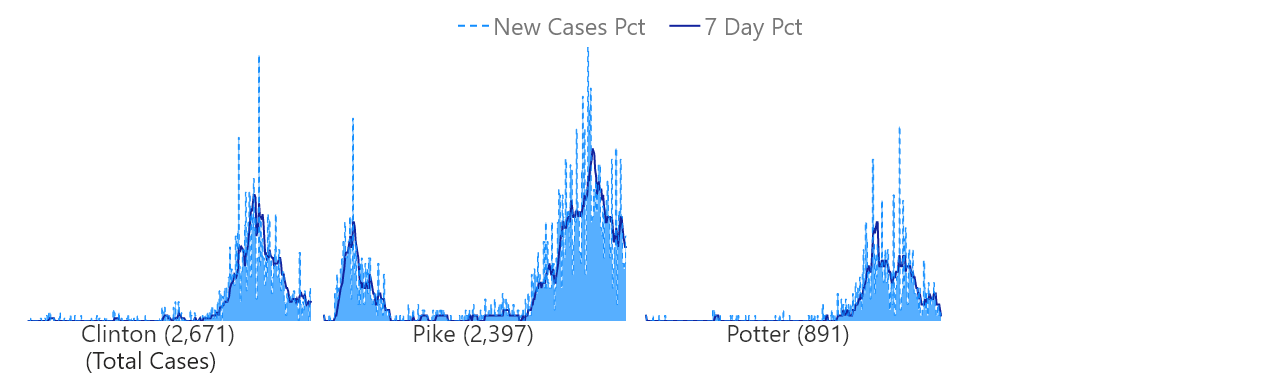 New Cases Pct 7 Day Pct
Clinton (2,671) Pike (2,397) Potter (891)
(Total Cases)